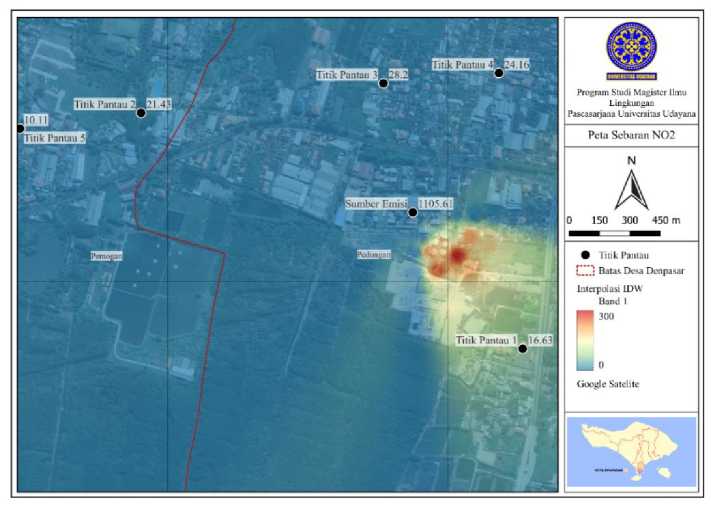 Titik Pantau 4 24.16
Titik Pantau 3 28.2
Titik Pantau 2 21.43
10.11
Titik Pantau 5
Sumber Emisi 1105.61
Pemogan
Pedungan
Titik Pantau 1 16.63
UNIVERSITAS UDAYANA
Program Studi Magister Ilmu
Lingkungan
Pascasarjana Universitas Udayana
Peta Sebaran NO2
N
0 150 300 450 m
Titik Pantau
Batas Desa Denpasar
Interpolasi IDW
Band 1
300
0
Google Satelite